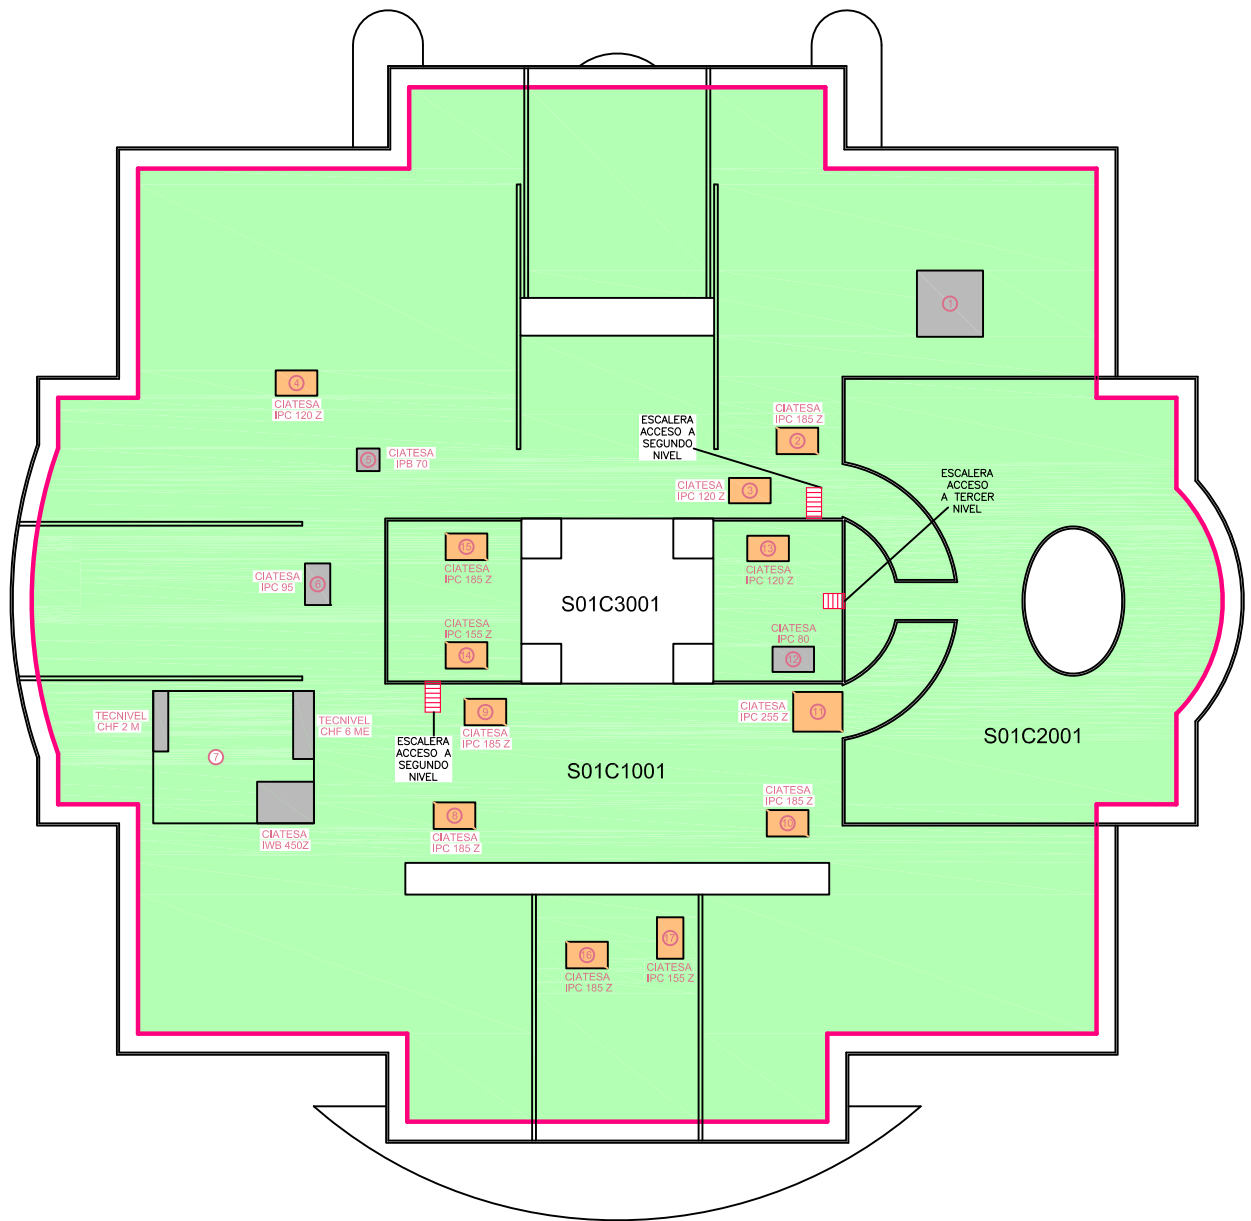 1
4
CIATESA
IPC 120 Z
CIATESA
IPC 185 Z
2
ESCALERA
ACCESO A
SEGUNDO
NIVEL
5
CIATESA
IPB 70
CIATESA
IPC 120 Z
3
ESCALERA
ACCESO
A TERCER
NIVEL
15
CIATESA
IPC 185 Z
13
CIATESA
IPC 120 Z
CIATESA
IPC 95
6
S01C3001
CIATESA
IPC 155 Z
14
CIATESA
IPC 80
12
TECNIVEL
CHF 2 M
TECNIVEL
CHF 6 ME
7
CIATESA
IWB 450Z
9
CIATESA
IPC 185 Z
ESCALERA
ACCESO A
SEGUNDO
NIVEL
CIATESA
IPC 255 Z
11
S01C2001
S01C1001
8
CIATESA
IPC 185 Z
CIATESA
IPC 185 Z
10
16
CIATESA
IPC 185 Z
17
CIATESA
IPC 155 Z